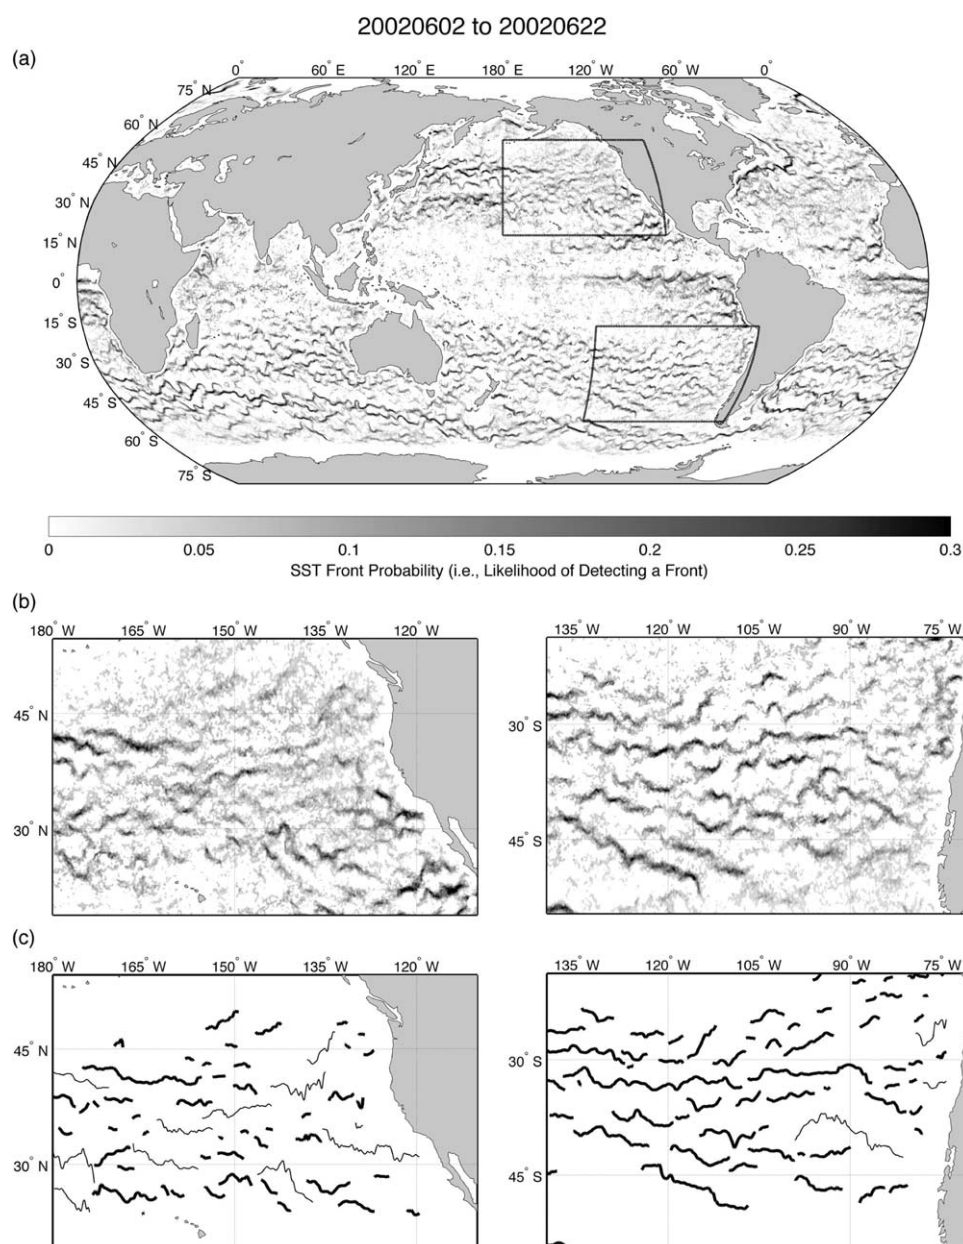 20020602 to 20020622
(a)
0° 60° E 120° E 180° E 120° W 60° W 0°
75° N
60° N
45° N
30° N
15° N
0°
15° S
30° S
45° S
60° S
75° S
0 0.05 0.1 0.15 0.2 0.25 0.3
SST Front Probability (i.e., Likelihood of Detecting a Front)
(b)
180° W 165° W 150° W 135° W 120° W 135° W 120° W 105° W 90° W 75° W
45° N 30° S
30° N 45° S
(c)
180° W 165° W 150° W 135° W 120° W 135° W 120° W 105° W 90° W 75° W
45° N 30° S
30° N 45° S